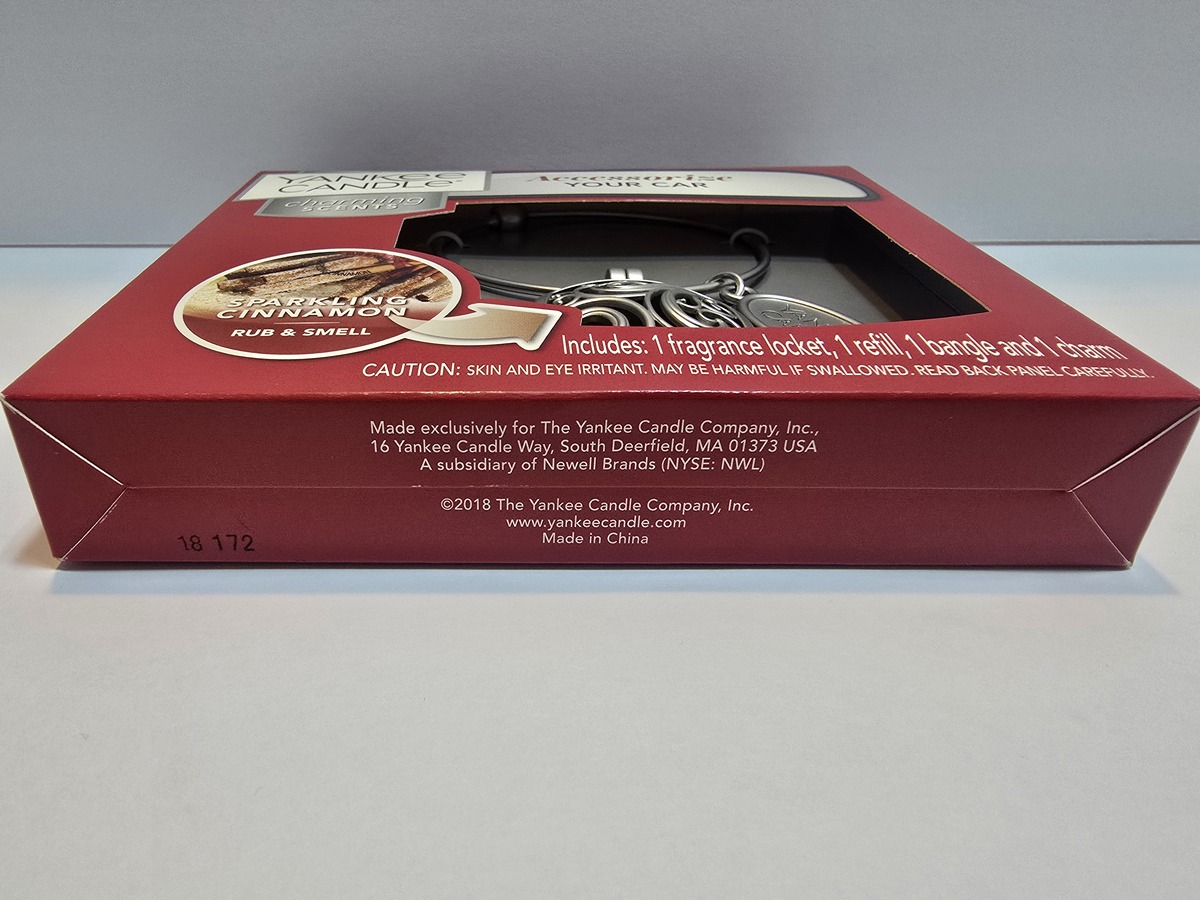 YANKEE
CANDLE®
charming
SCENTS
Accessorise
YOUR CAR
SPARKLING
CINNAMON
RUB & SMELL
Includes: 1 fragrance locket, 1 refill, 1 bangle and 1 charm
CAUTION: SKIN AND EYE IRRITANT. MAY BE HARMFUL IF SWALLOWED. READ BACK PANEL CAREFULLY.
Made exclusively for The Yankee Candle Company, Inc.,
16 Yankee Candle Way, South Deerfield, MA 01373 USA
A subsidiary of Newell Brands (NYSE: NWL)
©2018 The Yankee Candle Company, Inc.
www.yankeecandle.com
Made in China
18 172